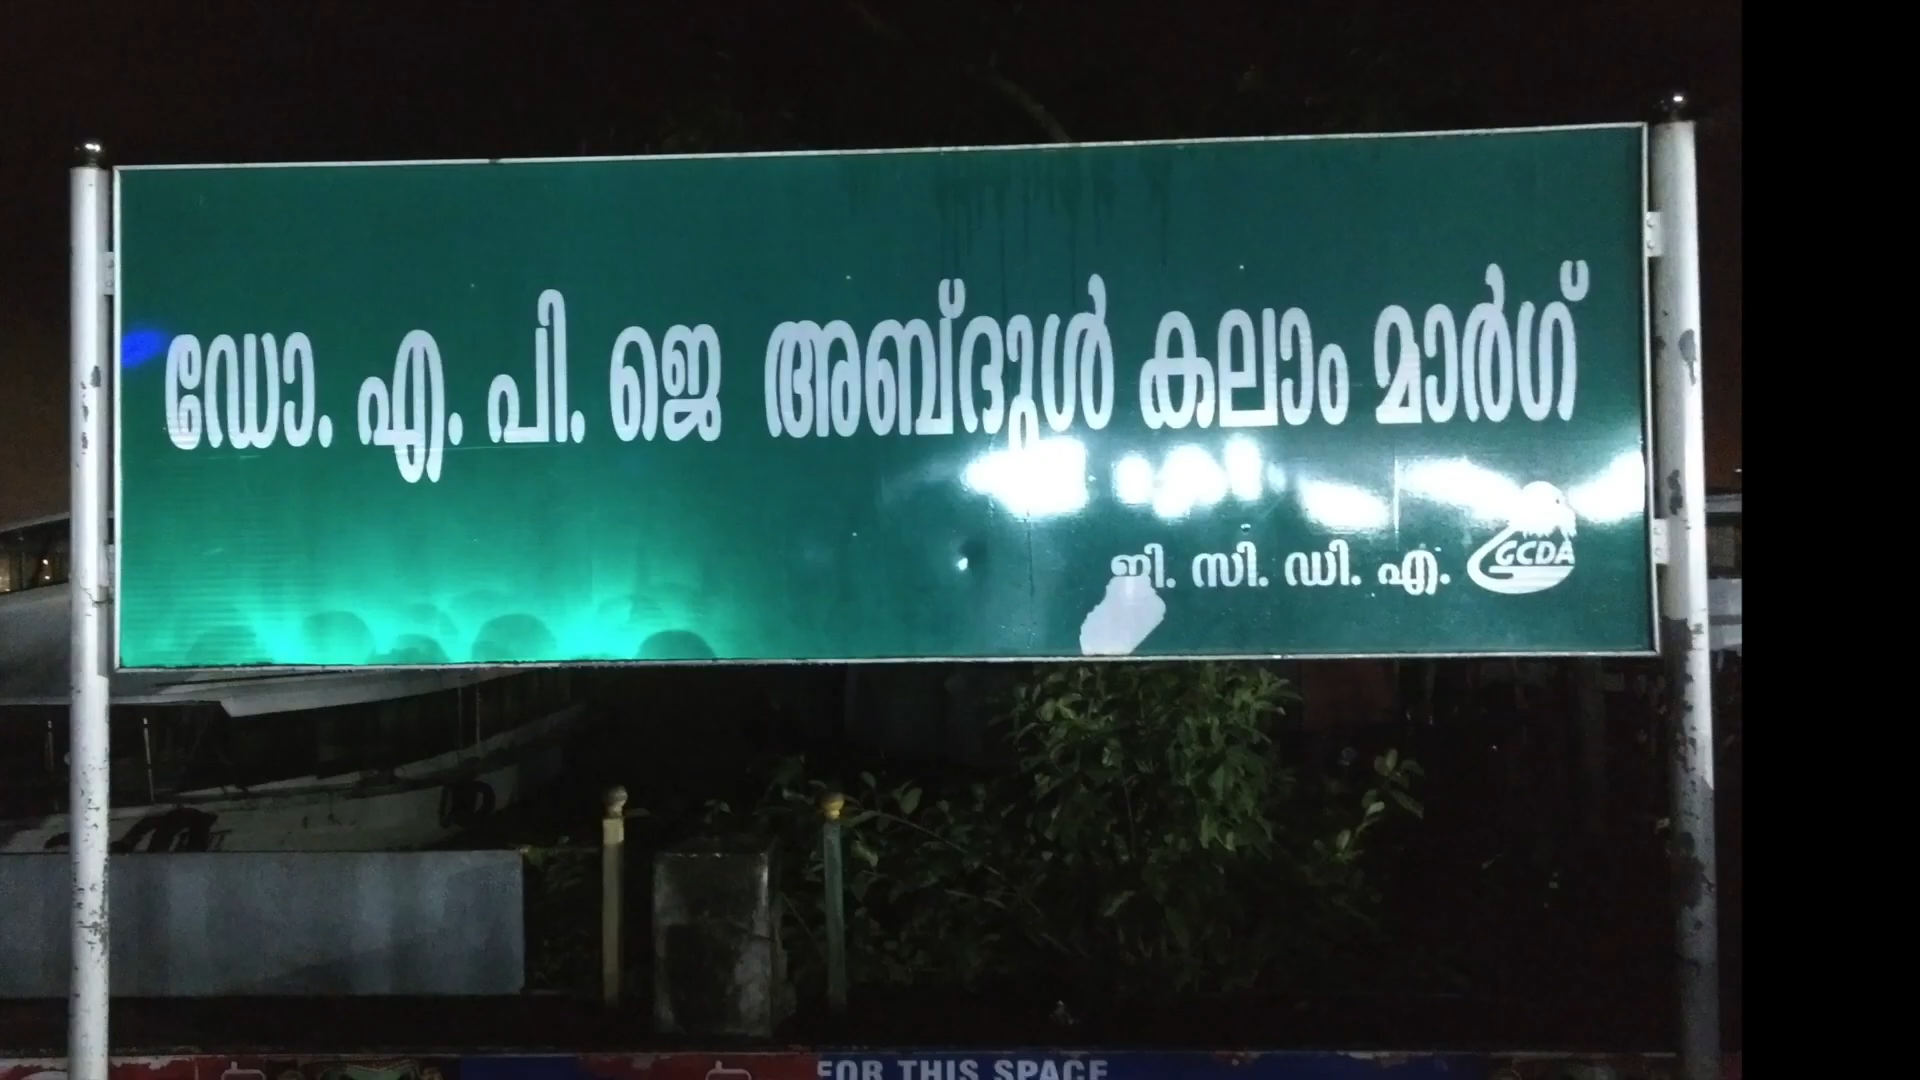 ഡോ. എ. പി. ജെ അബ്ദുൾ കലാം മാർഗ്
ജി. സി. ഡി. എ.
GCDA
FOR THIS SPACE